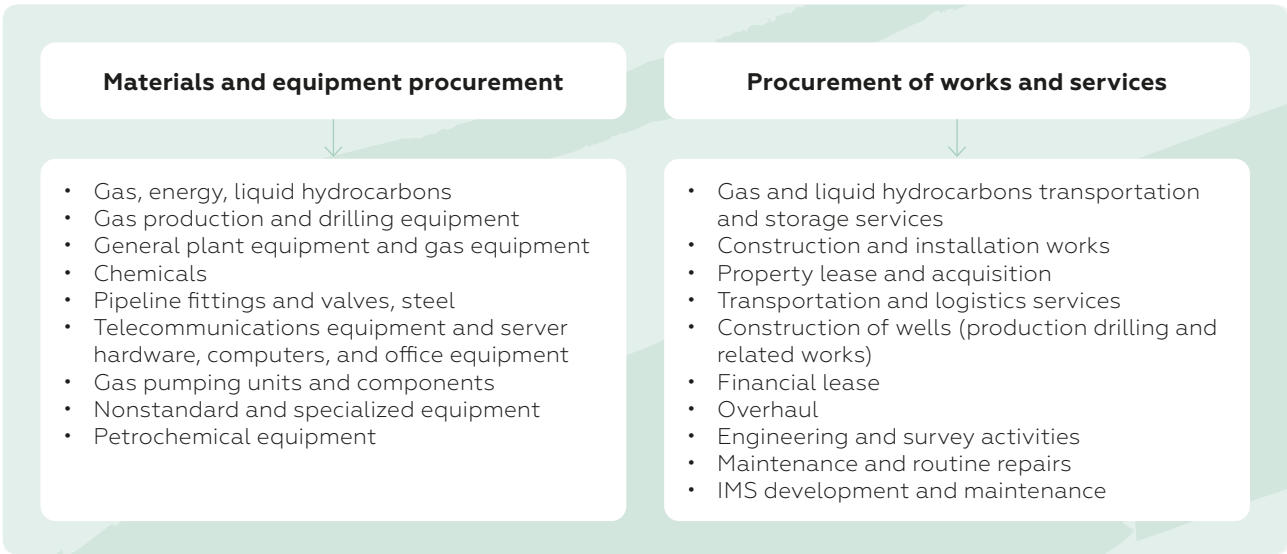 Materials and equipment procurement
• Gas, energy, liquid hydrocarbons
• Gas production and drilling equipment
• General plant equipment and gas equipment
• Chemicals
• Pipeline fittings and valves, steel
• Telecommunications equipment and server
hardware, computers, and office equipment
• Gas pumping units and components
• Nonstandard and specialized equipment
• Petrochemical equipment
Procurement of works and services
• Gas and liquid hydrocarbons transportation
and storage services
• Construction and installation works
• Property lease and acquisition
• Transportation and logistics services
• Construction of wells (production drilling and
related works)
• Financial lease
• Overhaul
• Engineering and survey activities
• Maintenance and routine repairs
• IMS development and maintenance